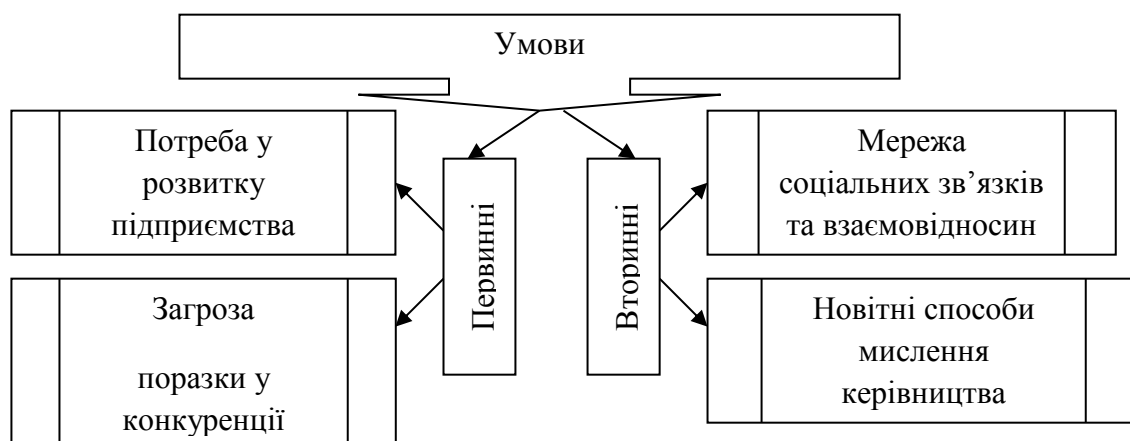 Умови
Потреба у
розвитку
підприємства
Загроза
поразки у
конкуренції
Первинні
Вторинні
Мережа
соціальних зв’язків
та взаємовідносин
Новітні способи
мислення
керівництва